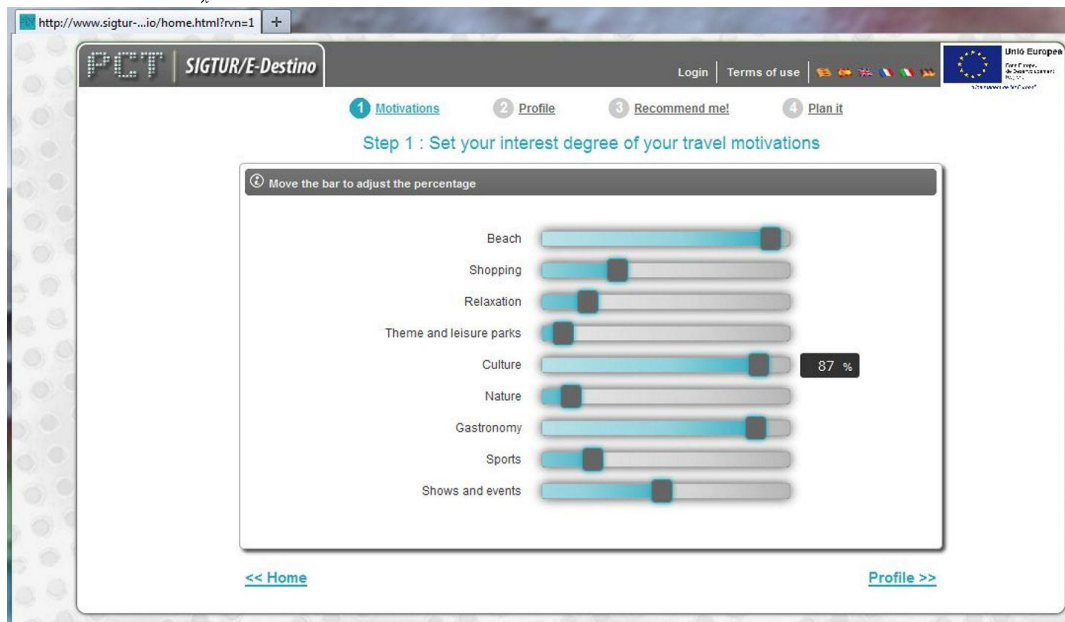 http://www.sigtur-...io/home.html?rvn=1 +
PCT SIGTUR/E-Destino
Login Terms of use
Unió Europea
1 Motivations 2 Profile 3 Recommend me! 4 Plan it
Step 1 : Set your interest degree of your travel motivations
Move the bar to adjust the percentage
Beach
Shopping
Relaxation
Theme and leisure parks
Culture 87 %
Nature
Gastronomy
Sports
Shows and events
<< Home Profile >>